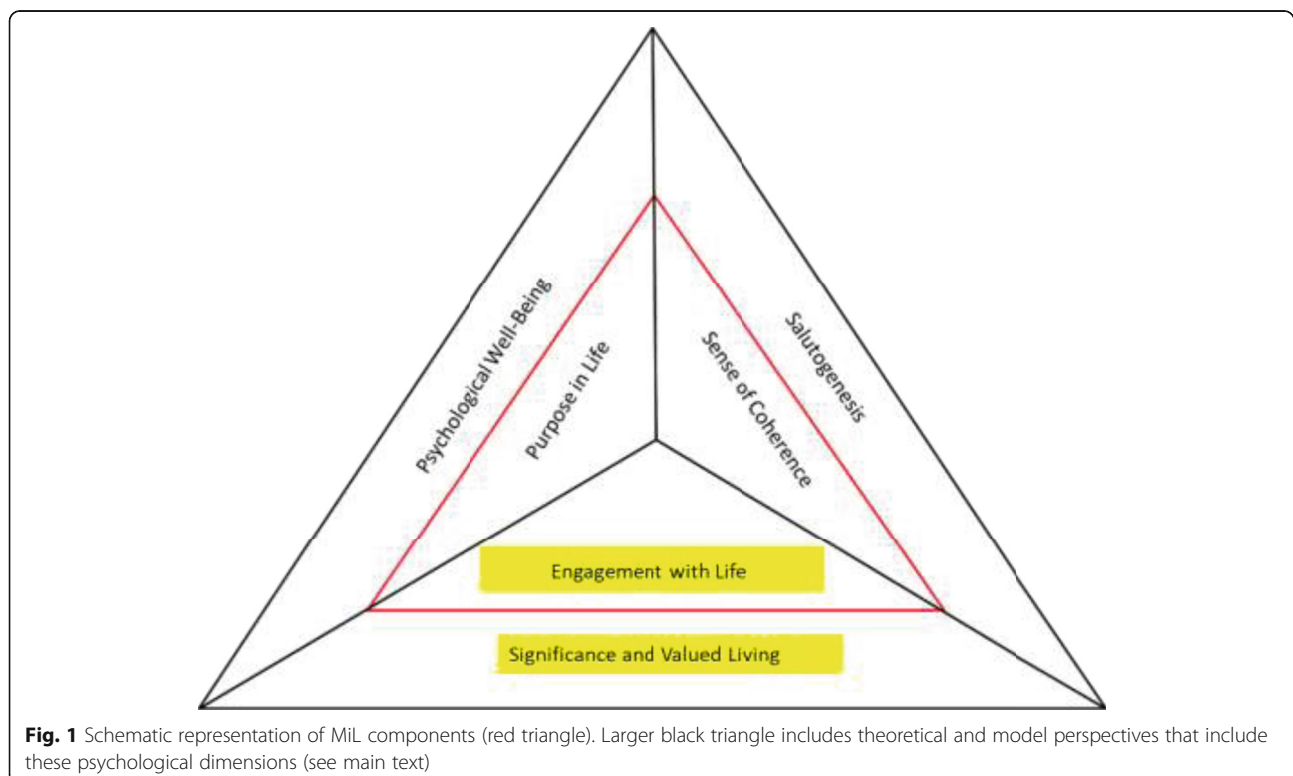 Psychological Well-Being
Purpose in Life
Sense of Coherence
Salutogenesis
Engagement with Life
Significance and Valued Living
Fig. 1 Schematic representation of MiL components (red triangle). Larger black triangle includes theoretical and model perspectives that include
these psychological dimensions (see main text)